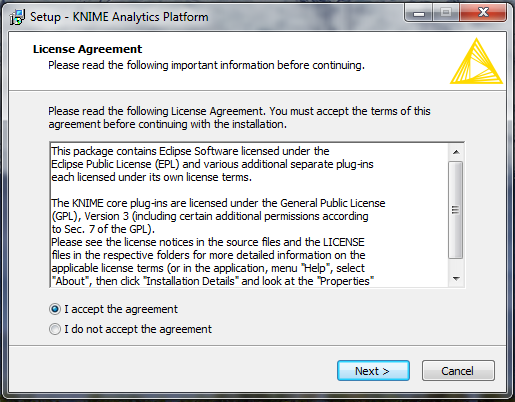 Setup - KNIME Analytics Platform
License Agreement
Please read the following important information before continuing.
Please read the following License Agreement. You must accept the terms of this
agreement before continuing with the installation.
This package contains Eclipse Software licensed under the
Eclipse Public License (EPL) and various additional separate plug-ins
each licensed under its own license terms.
The KNIME core plug-ins are licensed under the General Public License
(GPL), Version 3 (including certain additional permissions according
to Sec. 7 of the GPL).
Please see the license notices in the source files and the LICENSE
files in the respective folders for more detailed information on the
applicable license terms (or in the application, menu "Help", select
"About", then click "Installation Details" and look at the "Properties"
I accept the agreement
I do not accept the agreement
Next >
Cancel